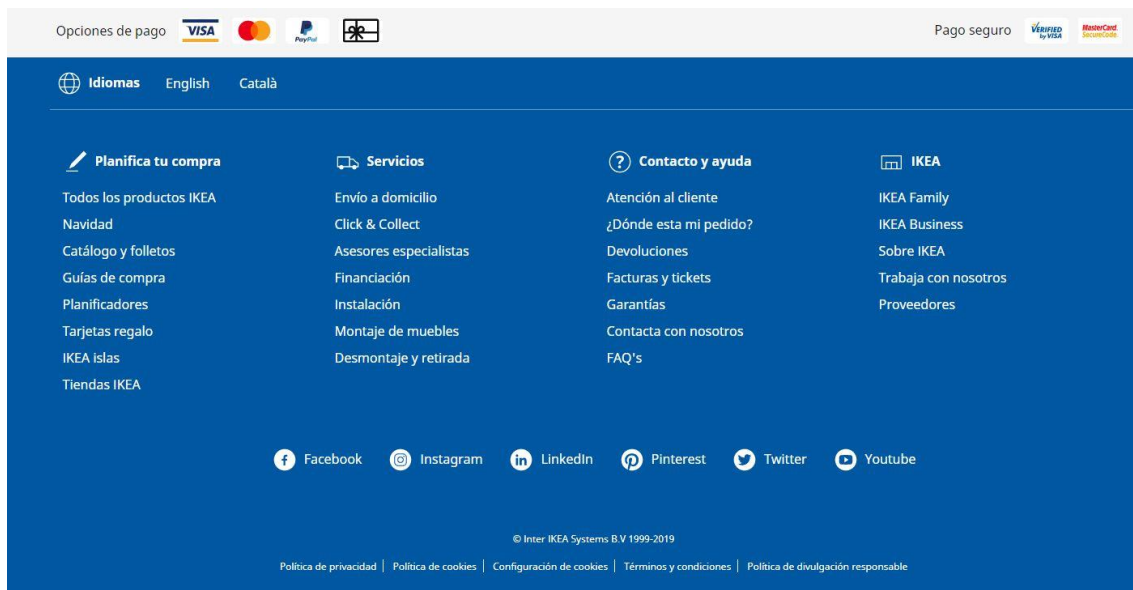 Opciones de pago VISA PayPal Pago seguro VERIFIED by VISA MasterCard. SecureCode.
Idiomas English Català
Planifica tu compra
Todos los productos IKEA
Navidad
Catálogo y folletos
Guías de compra
Planificadores
Tarjetas regalo
IKEA islas
Tiendas IKEA
Servicios
Envío a domicilio
Click & Collect
Asesores especialistas
Financiación
Instalación
Montaje de muebles
Desmontaje y retirada
Contacto y ayuda
Atención al cliente
¿Dónde esta mi pedido?
Devoluciones
Facturas y tickets
Garantías
Contacta con nosotros
FAQ's
IKEA
IKEA Family
IKEA Business
Sobre IKEA
Trabaja con nosotros
Proveedores
Facebook Instagram LinkedIn Pinterest Twitter Youtube
© Inter IKEA Systems B.V 1999-2019
Política de privacidad | Política de cookies | Configuración de cookies | Términos y condiciones | Política de divulgación responsable